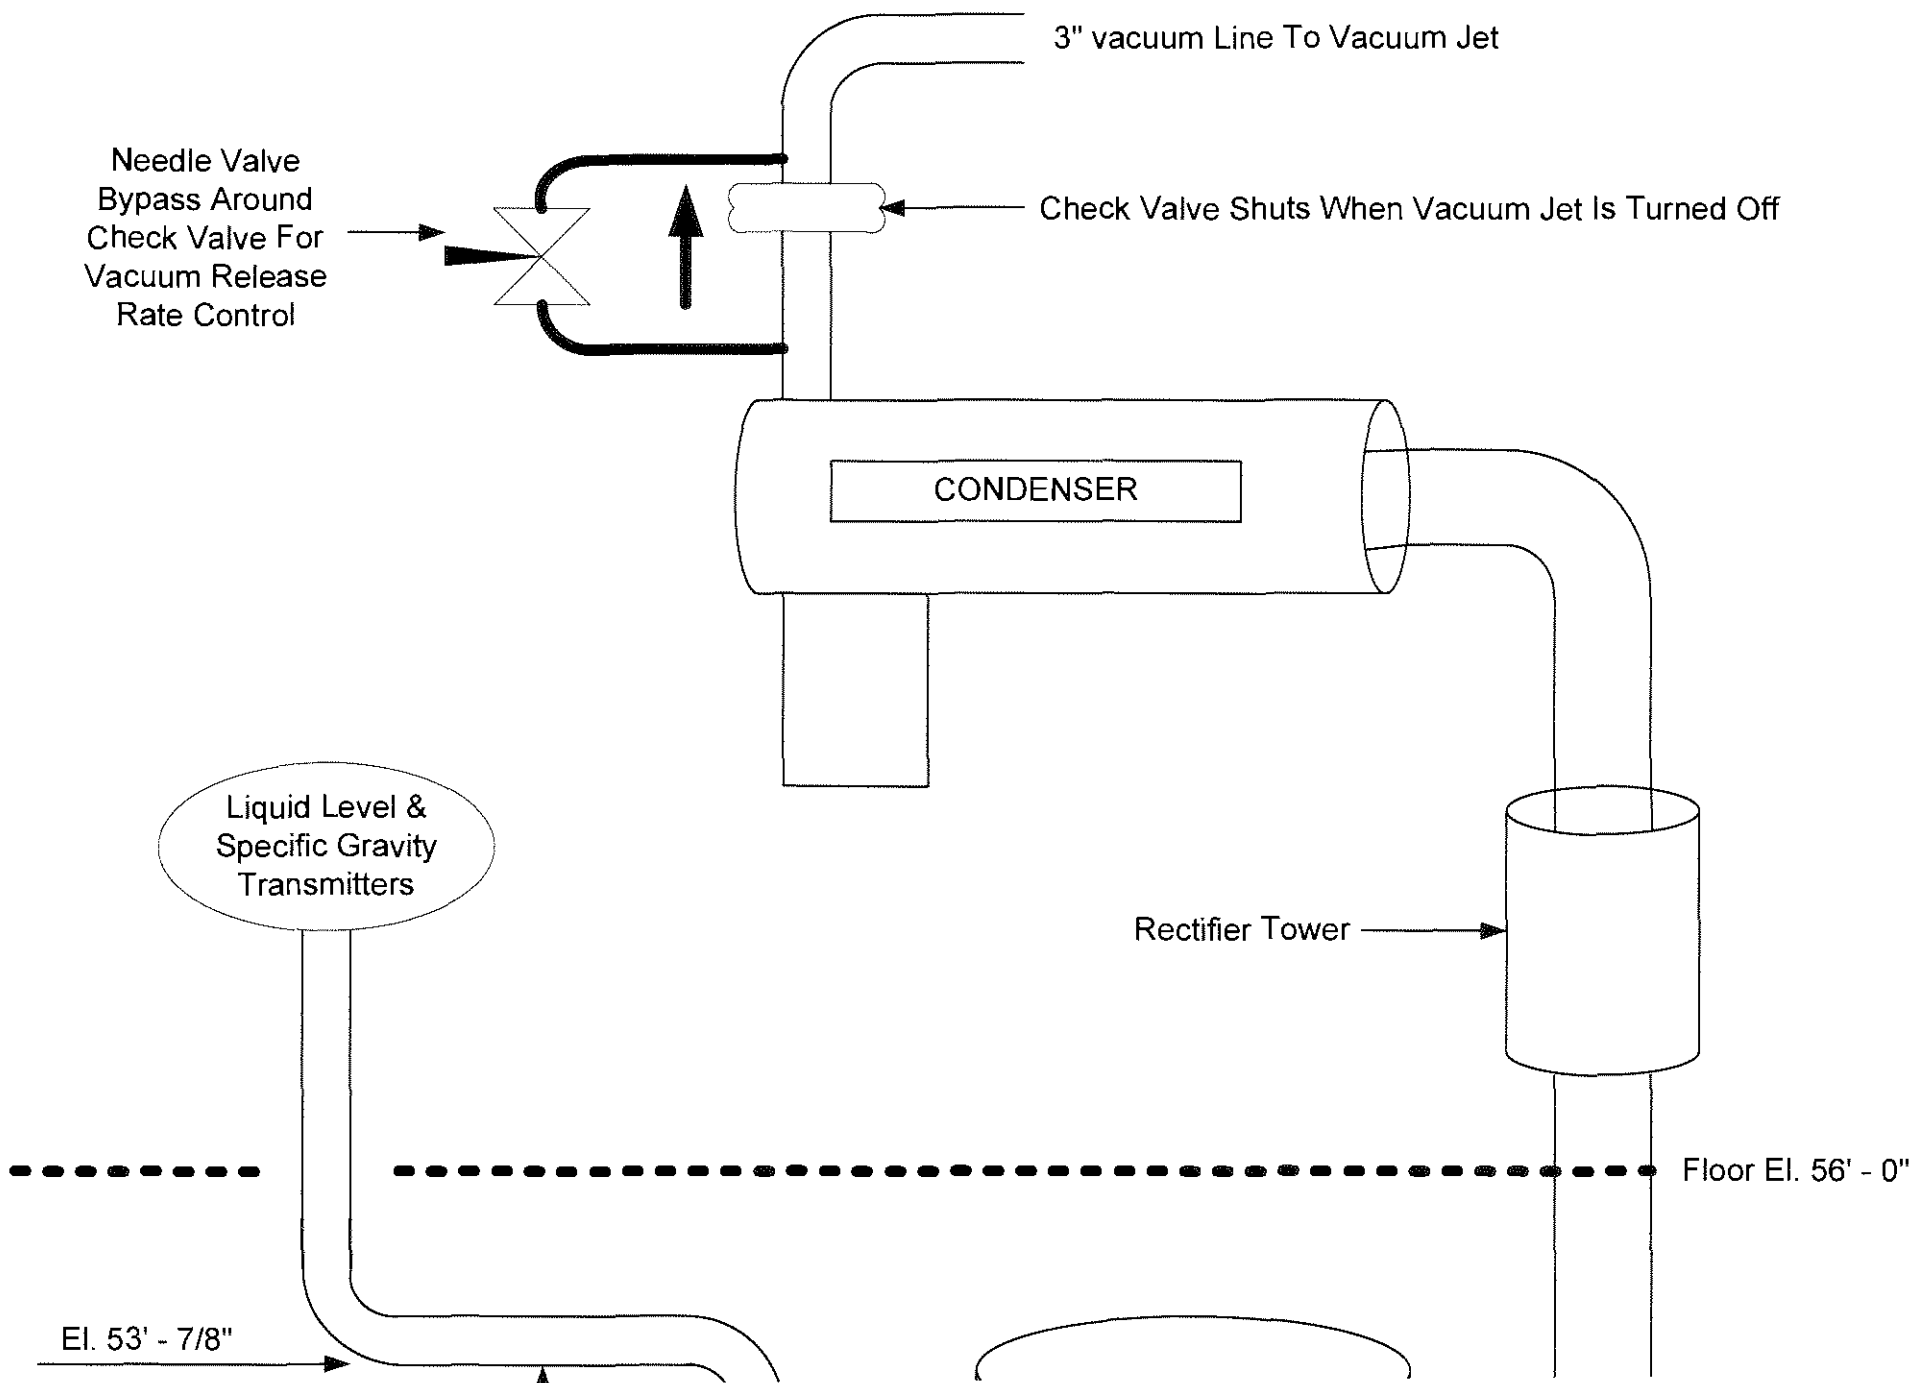 3" vacuum Line To Vacuum Jet
Needle Valve
Bypass Around
Check Valve For
Vacuum Release
Rate Control
Check Valve Shuts When Vacuum Jet Is Turned Off
CONDENSER
Liquid Level &
Specific Gravity
Transmitters
Rectifier Tower
Floor El. 56' - 0"
El. 53' - 7/8"